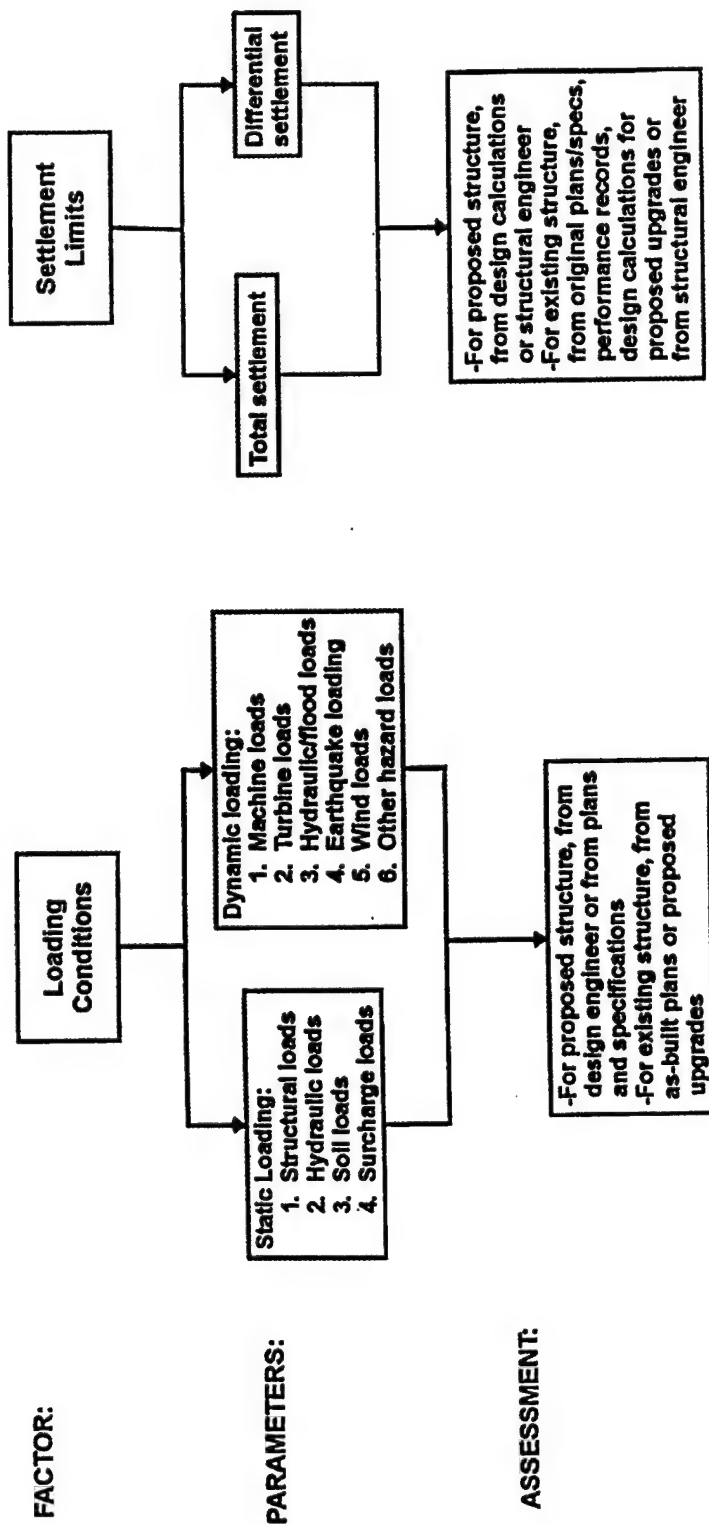 FACTOR:
Loading
Conditions
Settlement
Limits
PARAMETERS:
Static Loading:
1. Structural loads
2. Hydraulic loads
3. Soil loads
4. Surcharge loads
Dynamic loading:
1. Machine loads
2. Turbine loads
3. Hydraulic/flood loads
4. Earthquake loading
5. Wind loads
6. Other hazard loads
Total settlement
Differential
settlement
ASSESSMENT:
-For proposed structure, from
design engineer or from plans
and specifications
-For existing structure, from
as-built plans or proposed
upgrades
-For proposed structure,
from design calculations
or structural engineer
-For existing structure,
from original plans/specs,
performance records,
design calculations for
proposed upgrades or
from structural engineer